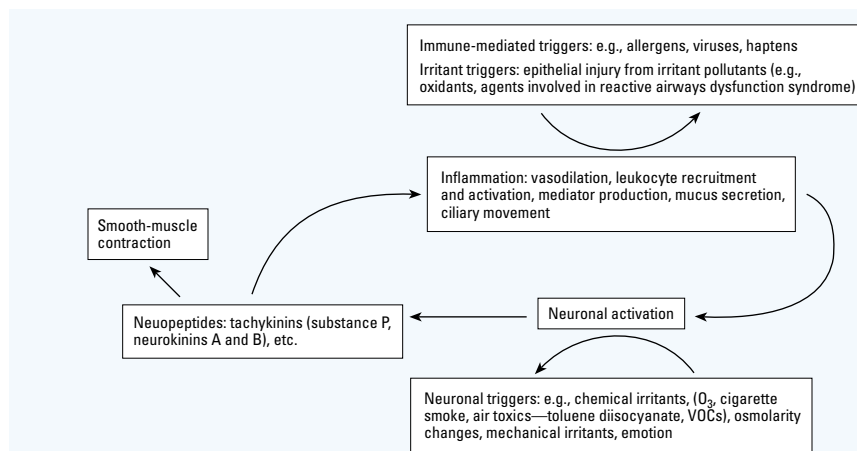 Immune-mediated triggers: e.g., allergens, viruses, haptens
Irritant triggers: epithelial injury from irritant pollutants (e.g.,
oxidants, agents involved in reactive airways dysfunction syndrome)
Inflammation: vasodilation, leukocyte recruitment
and activation, mediator production, mucus secretion,
ciliary movement
Smooth-muscle
contraction
Neuronal activation
Neuopeptides: tachykinins (substance P,
neurokinins A and B), etc.
Neuronal triggers: e.g., chemical irritants, (O₃, cigarette
smoke, air toxics—toluene diisocyanate, VOCs), osmolarity
changes, mechanical irritants, emotion